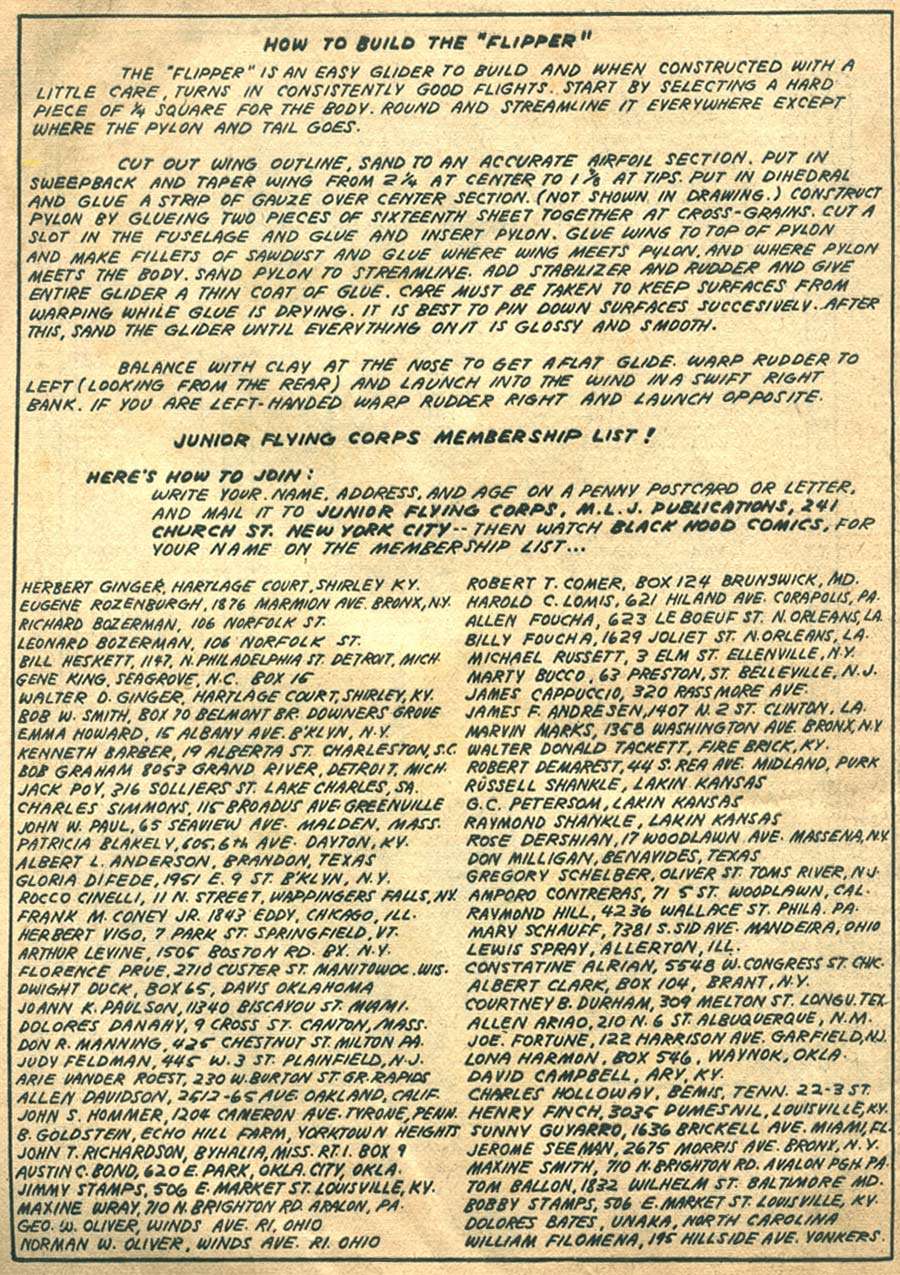 HOW TO BUILD THE "FLIPPER"
THE "FLIPPER" IS AN EASY GLIDER TO BUILD AND WHEN CONSTRUCTED WITH A
LITTLE CARE, TURNS IN CONSISTENTLY GOOD FLIGHTS. START BY SELECTING A HARD
PIECE OF ¼ SQUARE FOR THE BODY. ROUND AND STREAMLINE IT EVERYWHERE EXCEPT
WHERE THE PYLON AND TAIL GOES.
CUT OUT WING OUTLINE, SAND TO AN ACCURATE AIRFOIL SECTION. PUT IN
SWEEPBACK AND TAPER WING FROM 2 ¼ AT CENTER TO 1 ⅞ AT TIPS. PUT IN DIHEDRAL
AND GLUE A STRIP OF GAUZE OVER CENTER SECTION. (NOT SHOWN IN DRAWING.) CONSTRUCT
PYLON BY GLUEING TWO PIECES OF SIXTEENTH SHEET TOGETHER AT CROSS-GRAINS. CUT A
SLOT IN THE FUSELAGE AND GLUE AND INSERT PYLON. GLUE WING TO TOP OF PYLON
AND MAKE FILLETS OF SAWDUST AND GLUE WHERE WING MEETS PYLON, AND WHERE PYLON
MEETS THE BODY. SAND PYLON TO STREAMLINE. ADD STABILIZER AND RUDDER AND GIVE
ENTIRE GLIDER A THIN COAT OF GLUE. CARE MUST BE TAKEN TO KEEP SURFACES FROM
WARPING WHILE GLUE IS DRYING. IT IS BEST TO PIN DOWN SURFACES SUCCESIVELY. AFTER
THIS, SAND THE GLIDER UNTIL EVERYTHING ON IT IS GLOSSY AND SMOOTH.
BALANCE WITH CLAY AT THE NOSE TO GET A FLAT GLIDE. WARP RUDDER TO
LEFT (LOOKING FROM THE REAR) AND LAUNCH INTO THE WIND IN A SWIFT RIGHT
BANK. IF YOU ARE LEFT-HANDED WARP RUDDER RIGHT AND LAUNCH OPPOSITE.
JUNIOR FLYING CORPS MEMBERSHIP LIST!
HERE'S HOW TO JOIN:
WRITE YOUR NAME, ADDRESS, AND AGE ON A PENNY POSTCARD OR LETTER,
AND MAIL IT TO JUNIOR FLYING CORPS, M.L.J. PUBLICATIONS, 241
CHURCH ST. NEW YORK CITY -- THEN WATCH BLACK HOOD COMICS, FOR
YOUR NAME ON THE MEMBERSHIP LIST...
HERBERT GINGER, HARTLAGE COURT, SHIRLEY KY.
EUGENE ROZENBURGH, 1876 MARMION AVE. BRONX, N.Y.
RICHARD BOZERMAN, 106 NORFOLK ST.
LEONARD BOZERMAN, 106 NORFOLK ST.
BILL HESKETT, 1147, N. PHILADELPHIA ST. DETROIT, MICH
GENE KING, SEAGROVE, N.C. BOX 15
WALTER D. GINGER, HARTLAGE COURT, SHIRLEY, KY.
BOB W. SMITH, BOX 70 BELMONT BR. DOWNERS GROVE
EMMA HOWARD, 15 ALBANY AVE. B'KLYN, N.Y.
KENNETH BARBER, 19 ALBERTA ST. CHARLESTON, S.C.
BOB GRAHAM 8053 GRAND RIVER, DETROIT, MICH.
JACK POY, 316 SOLLIERS ST. LAKE CHARLES, SA.
CHARLES SIMMONS, 115 BROADUS AVE GREENVILLE
JOHN W. PAUL, 65 SEAVIEW AVE. MALDEN, MASS.
PATRICIA BLAKELY, 605, 6th AVE. DAYTON, KY.
ALBERT L. ANDERSON, BRANDON, TEXAS
GLORIA DIFEDE, 1951 E. 9 ST. B'KLYN, N.Y.
ROCCO CINELLI, 11 N. STREET, WAPPINGERS FALLS, NY.
FRANK M. CONEY JR. 1843 EDDY, CHICAGO, ILL.
HERBERT VIGO, 7 PARK ST. SPRINGFIELD, VT.
ARTHUR LEVINE, 1505 BOSTON RD. BX. N.Y.
FLORENCE PRUE, 2710 CUSTER ST. MANITOWOC. WIS.
DWIGHT DUCK, BOX 65, DAVIS OKLAHOMA
JOANN K. PAULSON, 11340 BISCAYOU ST. MIAMI.
DOLORES DANAHY, 9 CROSS ST. CANTON, MASS.
DON R. MANNING, 425 CHESTNUT ST. MILTON PA.
JUDY FELDMAN, 445 W. 3 ST. PLAINFIELD, N.J.
ARIE VANDER ROEST, 230 W. BURTON ST. GR. RAPIDS
ALLEN DAVIDSON, 2512-65 AVE. OAKLAND, CALIF.
JOHN S. HOMMER, 1204 CAMERON AVE. TYRONE, PENN.
B. GOLDSTEIN, ECHO HILL FARM, YORKTOWN HEIGHTS
JOHN T. RICHARDSON, BYHALIA, MISS. RT. 1. BOX 9
AUSTIN C. BOND, 620 E. PARK, OKLA. CITY, OKLA.
JIMMY STAMPS, 506 E. MARKET ST. LOUISVILLE, KY.
MAXINE WRAY, 710 N. BRIGHTON RD. ARALON, PA.
GEO. W. OLIVER, WINDS AVE. RI, OHIO
NORMAN W. OLIVER, WINDS AVE. RI. OHIO
ROBERT T. COMER, BOX 124 BRUNSWICK, MD.
HAROLD C. LOMIS, 621 HILAND AVE. CORAPOLIS, PA.
ALLEN FOUCHA, 623 LE BOEUF ST. N. ORLEANS, LA
BILLY FOUCHA, 1629 JOLIET ST. N. ORLEANS, LA.
MICHAEL RUSSETT, 3 ELM ST. ELLENVILLE, N.Y.
MARTY BUCCO, 63 PRESTON, ST. BELLEVILLE, N.J.
JAMES CAPPUCCIO, 320 RASSMORE AVE.
JAMES F. ANDRESEN, 1407 N. 2 ST. CLINTON, LA.
MARVIN MARKS, 1358 WASHINGTON AVE. BRONX, N.Y
WALTER DONALD TACKETT, FIRE BRICK, KY.
ROBERT DEMAREST, 44 S. REA AVE. MIDLAND, PURK
RUSSELL SHANKLE, LAKIN KANSAS
G.C. PETERSOM, LAKIN KANSAS
RAYMOND SHANKLE, LAKIN KANSAS
ROSE DERSHIAN, 17 WOODLAWN AVE. MASSENA, N.Y.
DON MILLIGAN, BENAVIDES, TEXAS
GREGORY SCHELBER, OLIVER ST. TOMS RIVER, N.J.
AMPORO CONTRERAS, 71 5 ST. WOODLAWN, CAL.
RAYMOND HILL, 4236 WALLACE ST. PHILA. PA.
MARY SCHAUFF, 7381 S. SID AVE. MANDEIRA, OHIO
LEWIS SPRAY, ALLERTON, ILL.
CONSTATINE ALRIAN, 5548 W. CONGRESS ST. CHIC.
ALBERT CLARK, BOX 104, BRANT, N.Y.
COURTNEY B. DURHAM, 309 MELTON ST. LONGV. TEX
ALLEN ARIAO, 210 N. 6 ST. ALBUQUERQUE, N.M.
JOE. FORTUNE, 122 HARRISON AVE. GARFIELD, NJ.
LONA HARMON, BOX 546, WAYNOK, OKLA.
DAVID CAMPBELL, ARY, KY.
CHARLES HOLLOWAY, BEMIS, TENN. 22-3 ST.
HENRY FINCH, 3035 DUMESNIL, LOUISVILLE, KY.
SUNNY GUYARRO, 1636 BRICKELL AVE. MIAMI, FL.
JEROME SEEMAN, 2675 MORRIS AVE. BRONX, N.Y.
MAXINE SMITH, 710 N. BRIGHTON RD. AVALON PGH. PA.
TOM BALLON, 1832 WILHELM ST. BALTIMORE MD.
BOBBY STAMPS, 506 E. MARKET ST. LOUISVILLE, KY.
DOLORES BATES, UNAKA, NORTH CAROLINA
WILLIAM FILOMENA, 195 HILLSIDE AVE. YONKERS.